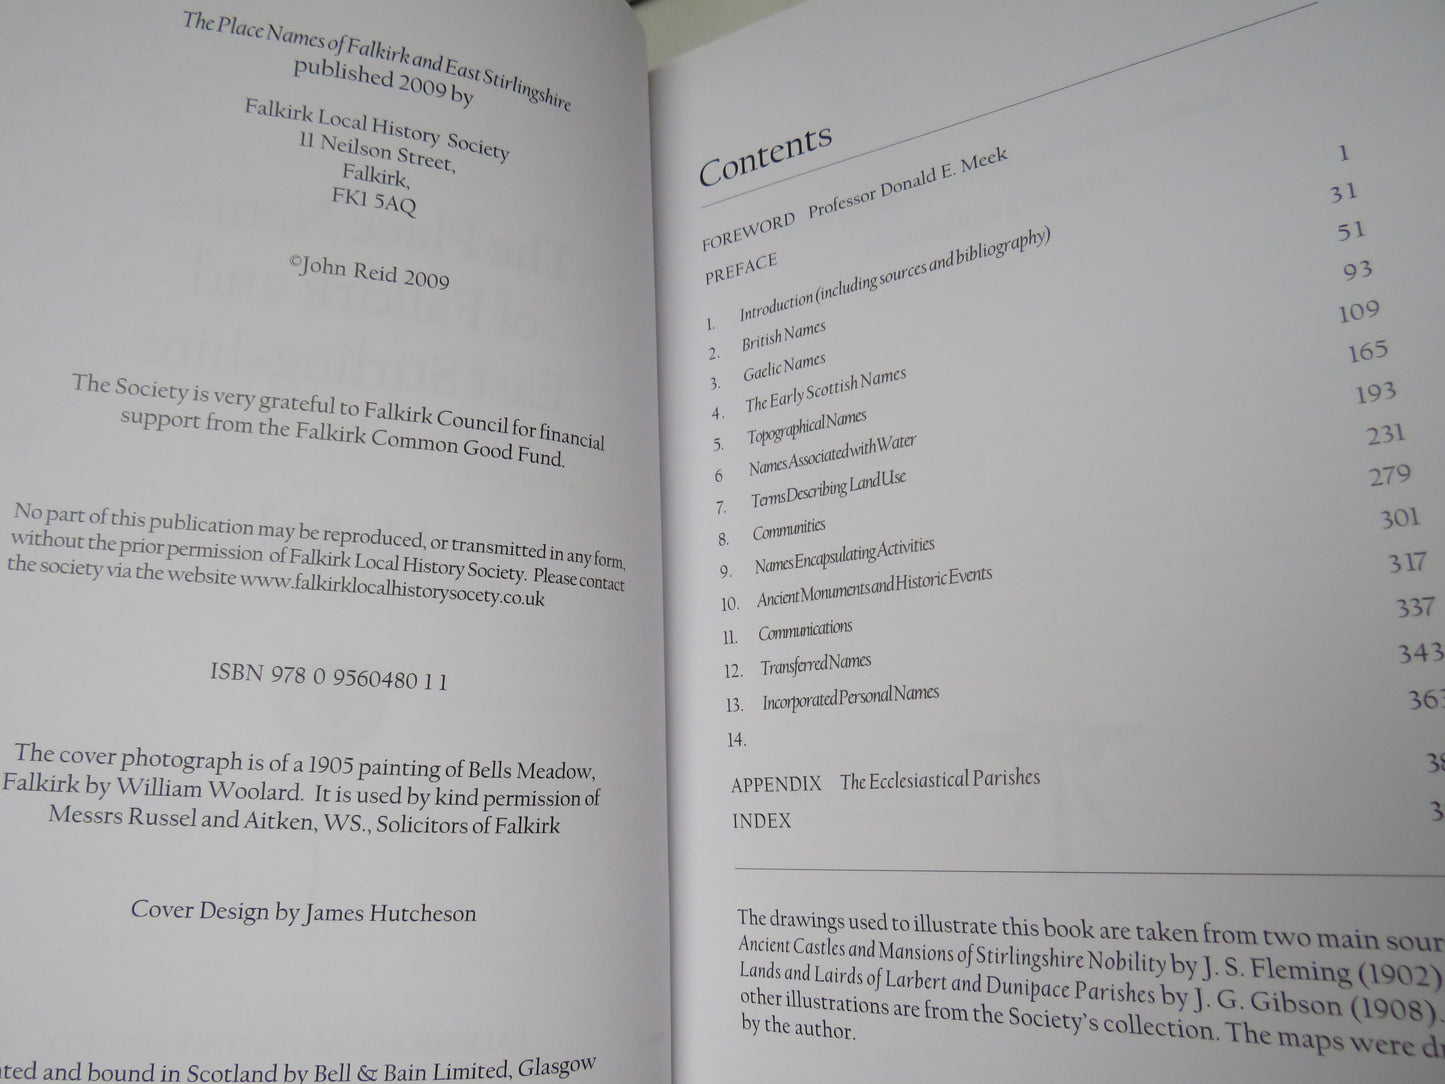 The Place Names of Falkirk and East Stirlingshire
published 2009 by
Falkirk Local History Society
11 Neilson Street,
Falkirk,
FK1 5AQ
©John Reid 2009
The Society is very grateful to Falkirk Council for financial
support from the Falkirk Common Good Fund.
No part of this publication may be reproduced, or transmitted in any form,
without the prior permission of Falkirk Local History Society. Please contact
the society via the website www.falkirklocalhistorysocety.co.uk
ISBN 978 0 9560480 1 1
The cover photograph is of a 1905 painting of Bells Meadow,
Falkirk by William Woolard. It is used by kind permission of
Messrs Russel and Aitken, WS., Solicitors of Falkirk
Cover Design by James Hutcheson
and bound in Scotland by Bell & Bain Limited, Glasgow
Contents
FOREWORD Professor Donald E. Meek
PREFACE
1. Introduction (including sources and bibliography) 1
2. British Names 31
3. Gaelic Names 51
4. The Early Scottish Names 93
5. Topographical Names 109
6 Names Associated with Water 165
7. Terms Describing Land Use 193
8. Communities 231
9. Names Encapsulating Activities 279
10. Ancient Monuments and Historic Events 301
11. Communications 317
12. Transferred Names 337
13. Incorporated Personal Names 343
14. 363
APPENDIX The Ecclesiastical Parishes
INDEX
The drawings used to illustrate this book are taken from two main
Ancient Castles and Mansions of Stirlingshire Nobility by J. S. Fleming (1902)
Lands and Lairds of Larbert and Dunipace Parishes by J. G. Gibson (1908).
other illustrations are from the Society's collection. The maps were
by the author.